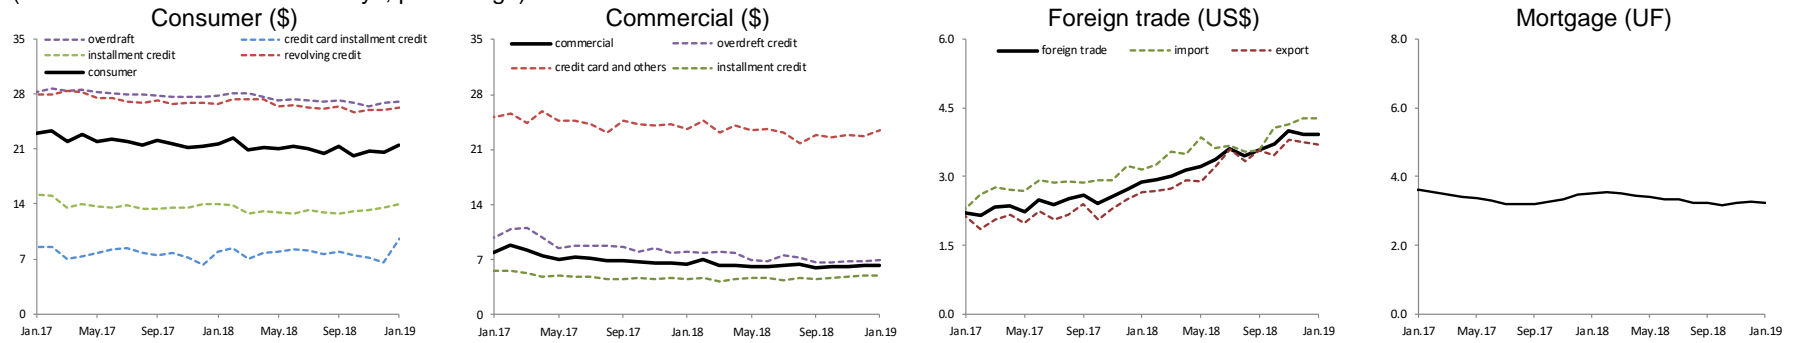 Consumer ($)
overdraft
credit card installment credit
installment credit
revolving credit
consumer
35
28
21
14
7
0
Jan.17
May.17
Sep.17
Jan.18
May.18
Sep.18
Jan.19
Commercial ($)
commercial
overdreft credit
credit card and others
installment credit
35
28
21
14
7
0
Jan.17
May.17
Sep.17
Jan.18
May.18
Sep.18
Jan.19
Foreign trade (US$)
foreign trade
import
export
6.0
4.5
3.0
1.5
0.0
Jan.17
May.17
Sep.17
Jan.18
May.18
Sep.18
Jan.19
Mortgage (UF)
8.0
6.0
4.0
2.0
0.0
Jan.17
May.17
Sep.17
Jan.18
May.18
Sep.18
Jan.19